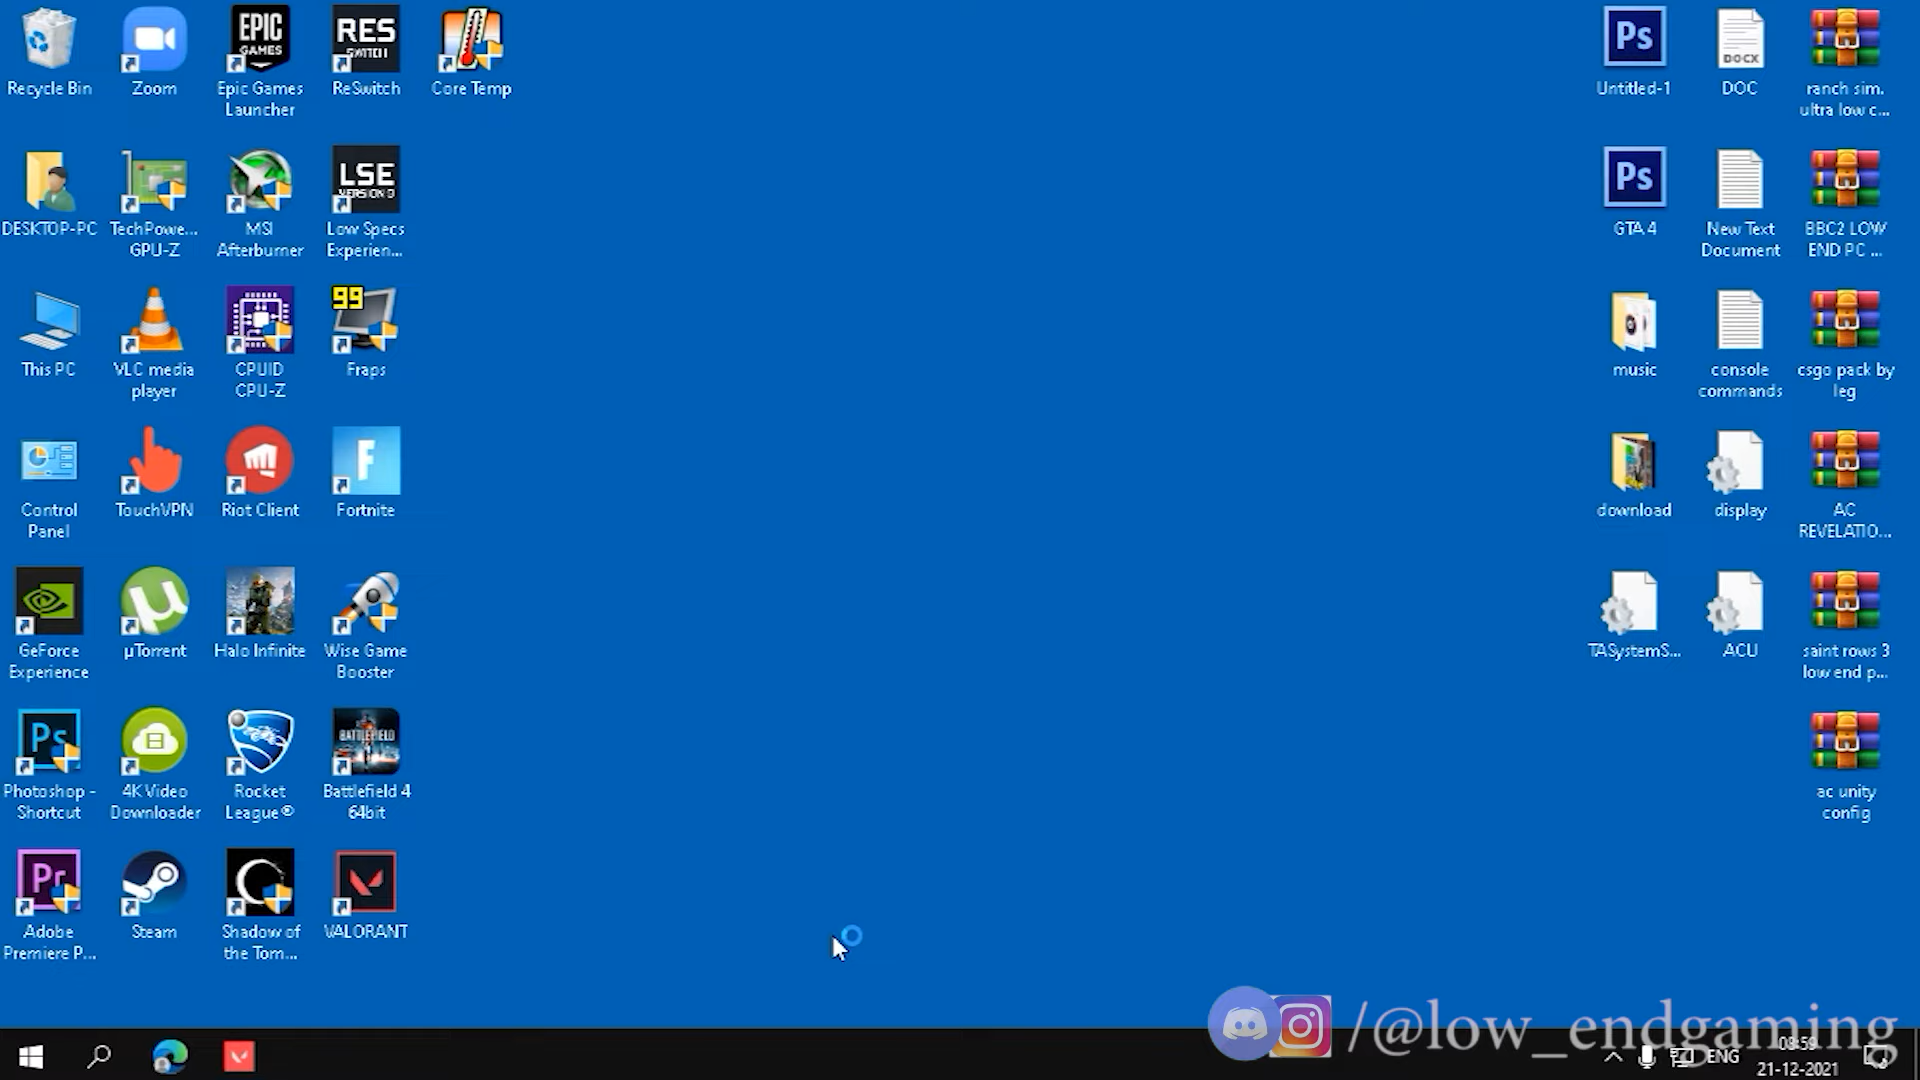 Recycle Bin
Zoom
EPIC
GAMES
Epic Games
Launcher
RES
SWITCH
ReSwitch
Core Temp
DESKTOP-PC
TechPowe...
GPU-Z
MSI
Afterburner
LSE
VERSION 9
Low Specs
Experien...
This PC
VLC media
player
CPUID
CPU-Z
99
Fraps
Control
Panel
TouchVPN
Riot Client
F
Fortnite
GeForce
Experience
µ
µTorrent
Halo Infinite
Wise Game
Booster
Ps
Photoshop -
Shortcut
4K Video
Downloader
Rocket
League®
BATTLEFIELD
Battlefield 4
64bit
Pr
Adobe
Premiere P...
Steam
Shadow of
the Tom...
VALORANT
Ps
Untitled-1
DOCX
DOC
ranch sim.
ultra low c...
Ps
GTA 4
New Text
Document
BBC2 LOW
END PC ...
music
console
commands
csgo pack by
leg
download
display
AC
REVELATIO...
TASystemS...
ACU
saint rows 3
low end p...
ac unity
config
/@low_endgaming
ENG
08:59
21-12-2021